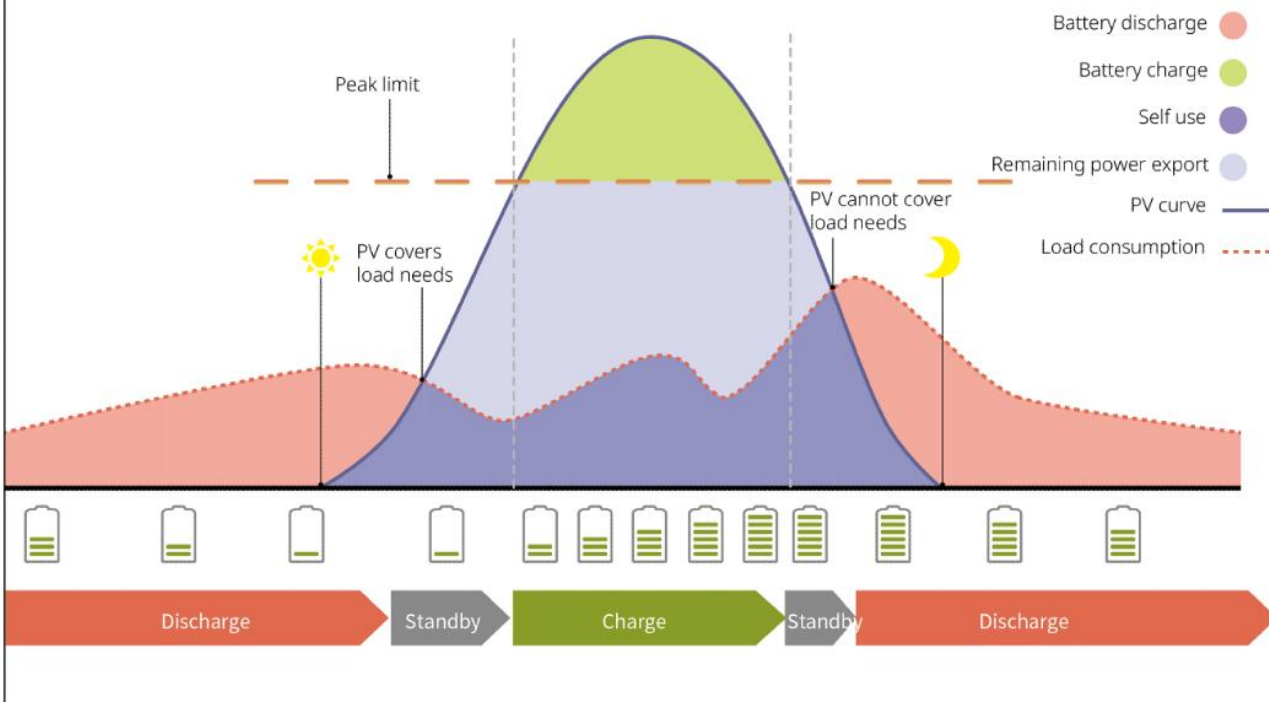 Battery discharge
Battery charge
Self use
Remaining power export
PV curve
Load consumption
Peak limit
PV cannot cover
load needs
PV covers
load needs
Discharge
Standby
Charge
Standby
Discharge